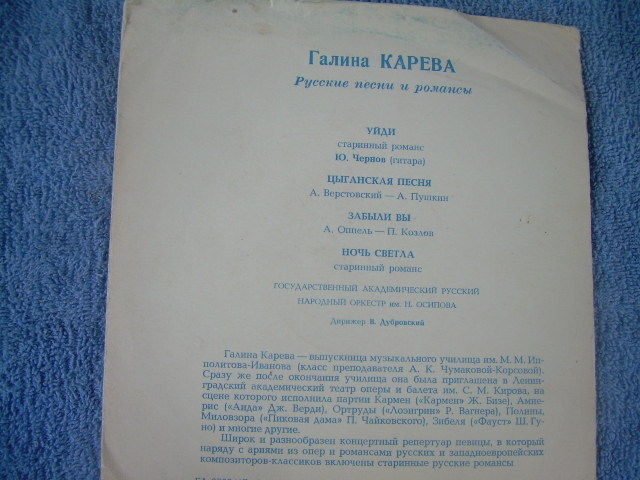 Галина КАРЕВА
Русские песни и романсы
УЙДИ
старинный романс
Ю. Чернов (гитара)
ЦЫГАНСКАЯ ПЕСНЯ
А. Верстовский — А. Пушкин
ЗАБЫЛИ ВЫ
А. Оппель — П. Козлов
НОЧЬ СВЕТЛА
старинный романс
ГОСУДАРСТВЕННЫЙ АКАДЕМИЧЕСКИЙ РУССКИЙ
НАРОДНЫЙ ОРКЕСТР им. Н. ОСИПОВА
Дирижер В. Дубровский
Галина Карева — выпускница музыкального училища им. М. М. Ип-
политова-Иванова (класс преподавателя А. К. Чумаковой-Корсовой).
Сразу же после окончания училища она была приглашена в Ленин-
градский академический театр оперы и балета им. С. М. Кирова, на
сцене которого исполнила партии Кармен («Кармен» Ж. Бизе), Амне-
рис («Аида» Дж. Верди), Ортруды («Лоэнгрин» Р. Вагнера), Полины,
Миловзора («Пиковая дама» П. Чайковского), Зибеля («Фауст» Ш. Гу-
но) и многие другие.
Широк и разнообразен концертный репертуар певицы, в который
наряду с ариями из опер и романсами русских и западноевропейских
композиторов-классиков включены старинные русские романсы